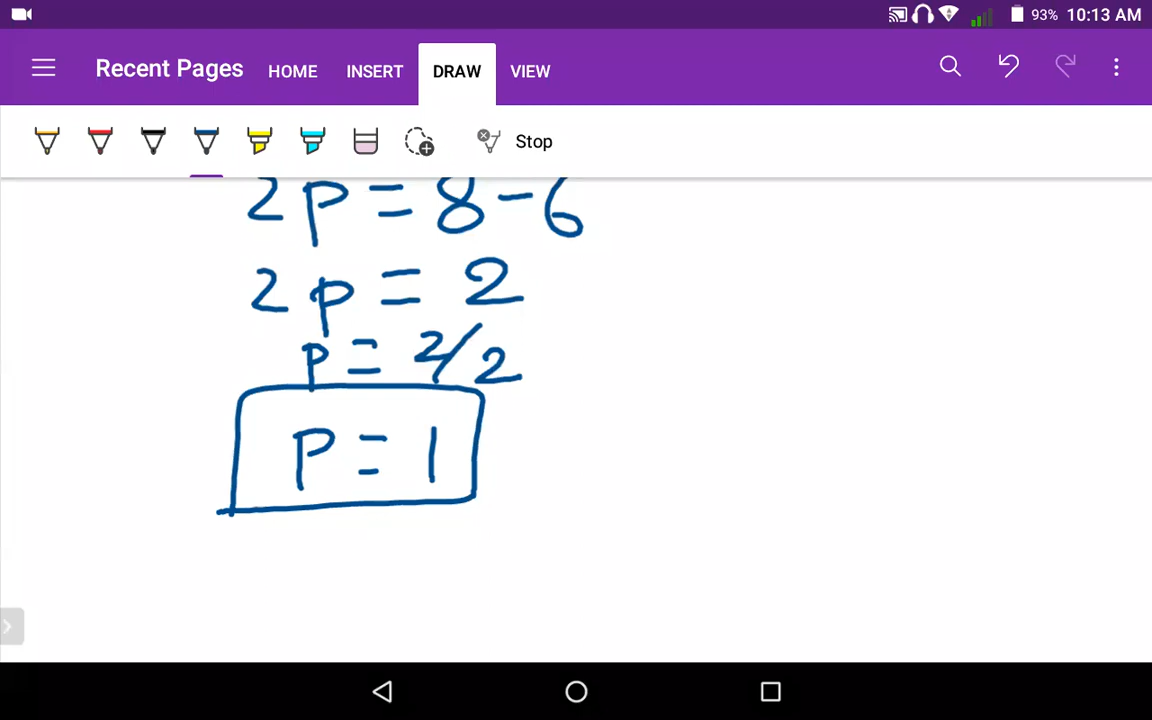 93% 10:13 AM
Recent Pages HOME INSERT DRAW VIEW
Stop
2p = 8 - 6
2p = 2
p = 2/2
p = 1